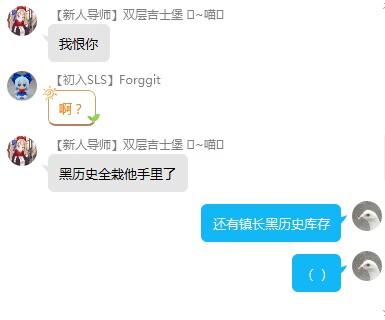 【新人导师】双层吉士堡 ~喵
我恨你
【初入SLS】Forggit
啊？
【新人导师】双层吉士堡 ~喵
黑历史全栽他手里了
还有镇长黑历史库存
（ ）